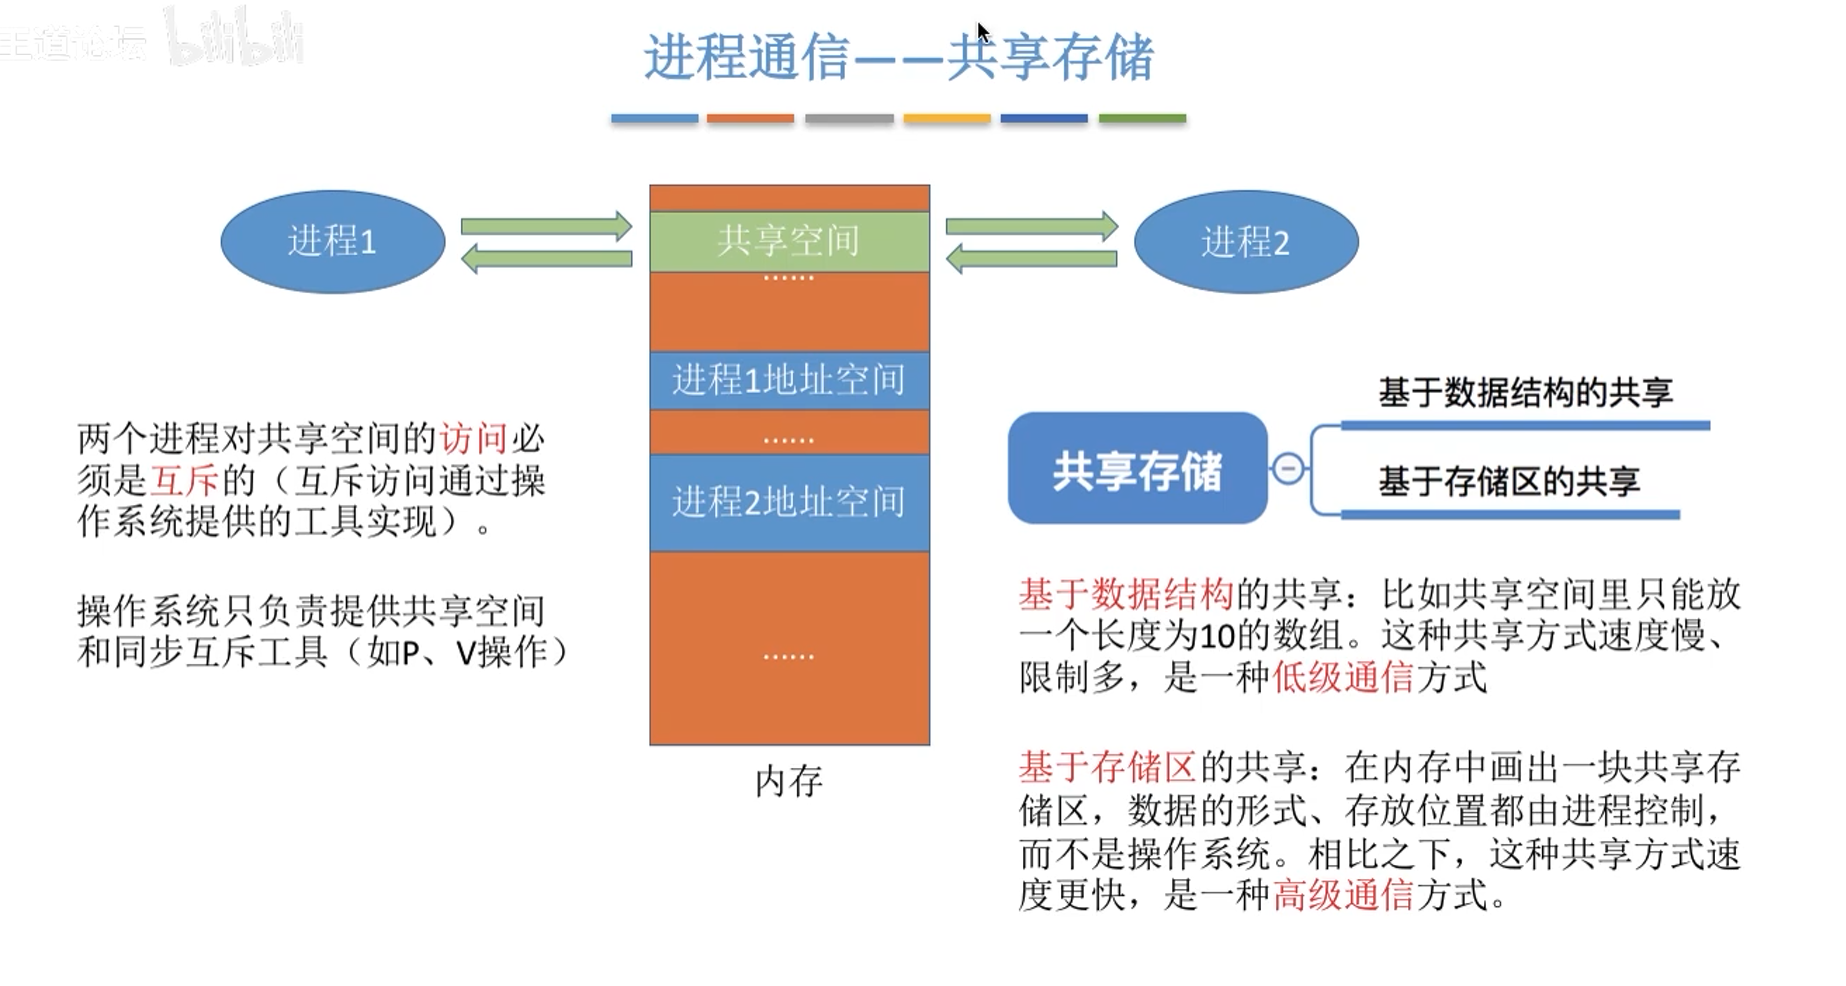 王道论坛 bilibili
进程通信——共享存储
进程1
共享空间
进程2
……
进程1地址空间
……
进程2地址空间
……
内存
两个进程对共享空间的访问必
须是互斥的（互斥访问通过操
作系统提供的工具实现）。
操作系统只负责提供共享空间
和同步互斥工具（如P、V操作）
共享存储
基于数据结构的共享
基于存储区的共享
基于数据结构的共享：比如共享空间里只能放
一个长度为10的数组。这种共享方式速度慢、
限制多，是一种低级通信方式
基于存储区的共享：在内存中画出一块共享存
储区，数据的形式、存放位置都由进程控制，
而不是操作系统。相比之下，这种共享方式速
度更快，是一种高级通信方式。